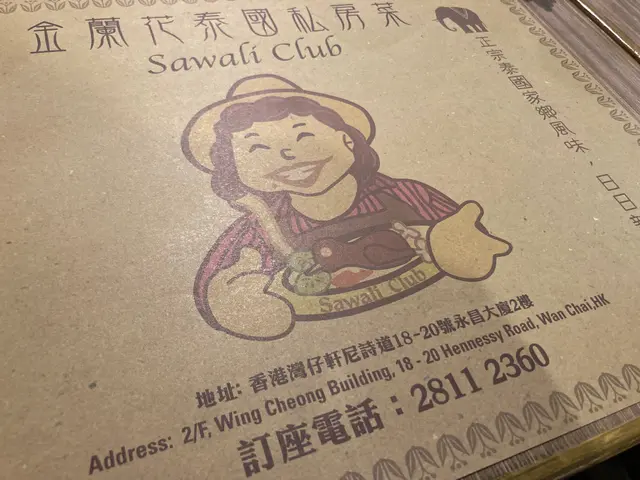 金蘭花泰國私房菜
Sawali Club
正宗泰國家鄉風味，日日
Sawali Club
地址: 香港灣仔軒尼詩道18-20號永昌大廈2樓
Address: 2/F, Wing Cheong Building, 18 - 20 Hennessy Road, Wan Chai,HK
訂座電話：2811 2360